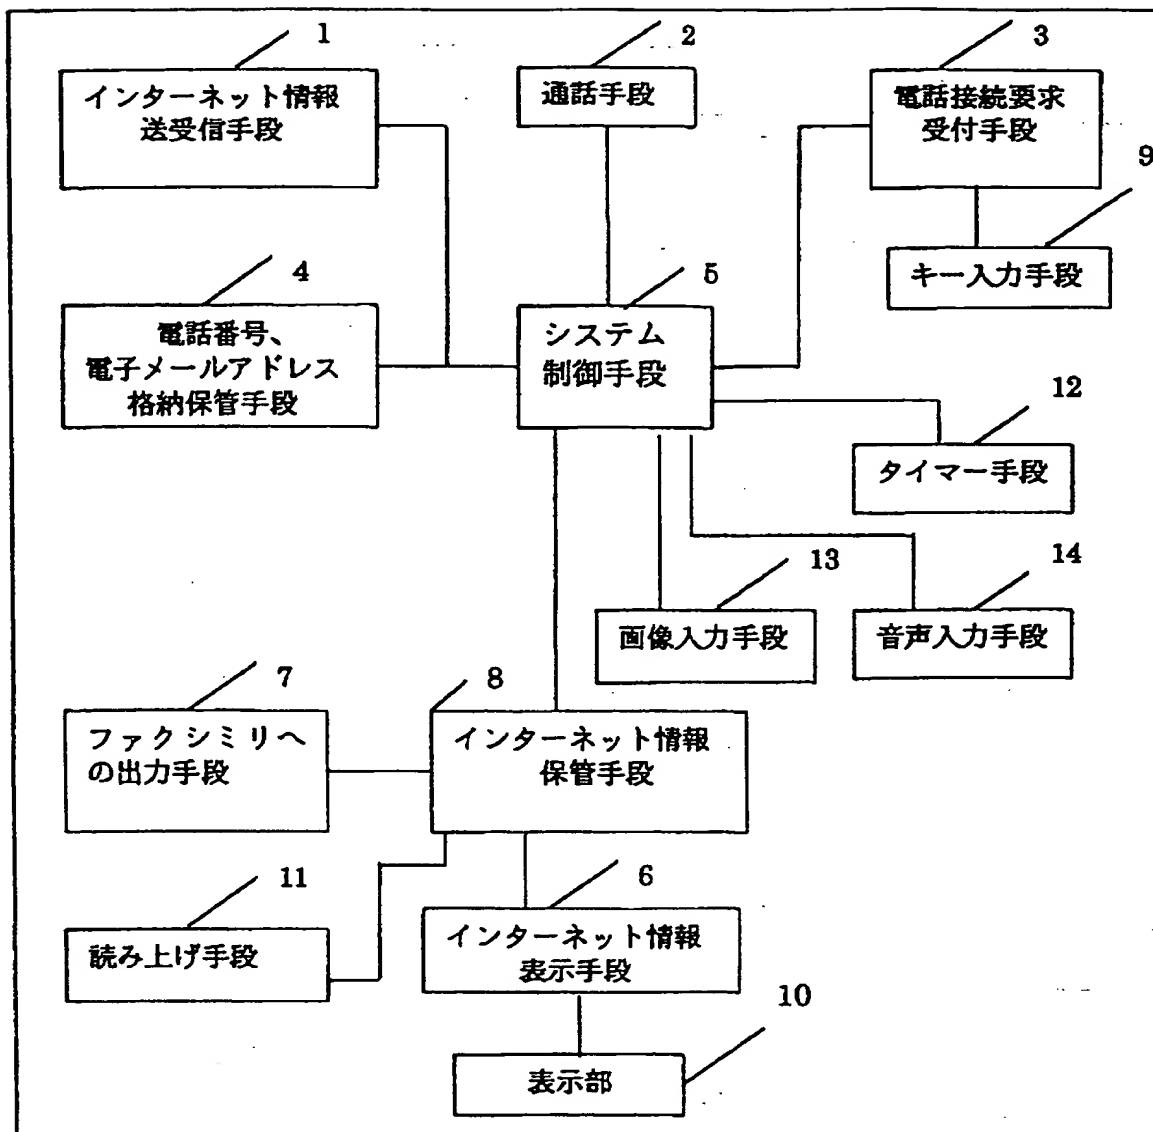 1
インターネット情報
送受信手段
2
通話手段
3
電話接続要求
受付手段
9
キー入力手段
4
電話番号、
電子メールアドレス
格納保管手段
5
システム
制御手段
12
タイマー手段
13
画像入力手段
14
音声入力手段
7
ファクシミリへ
の出力手段
8
インターネット情報
保管手段
11
読み上げ手段
6
インターネット情報
表示手段
10
表示部